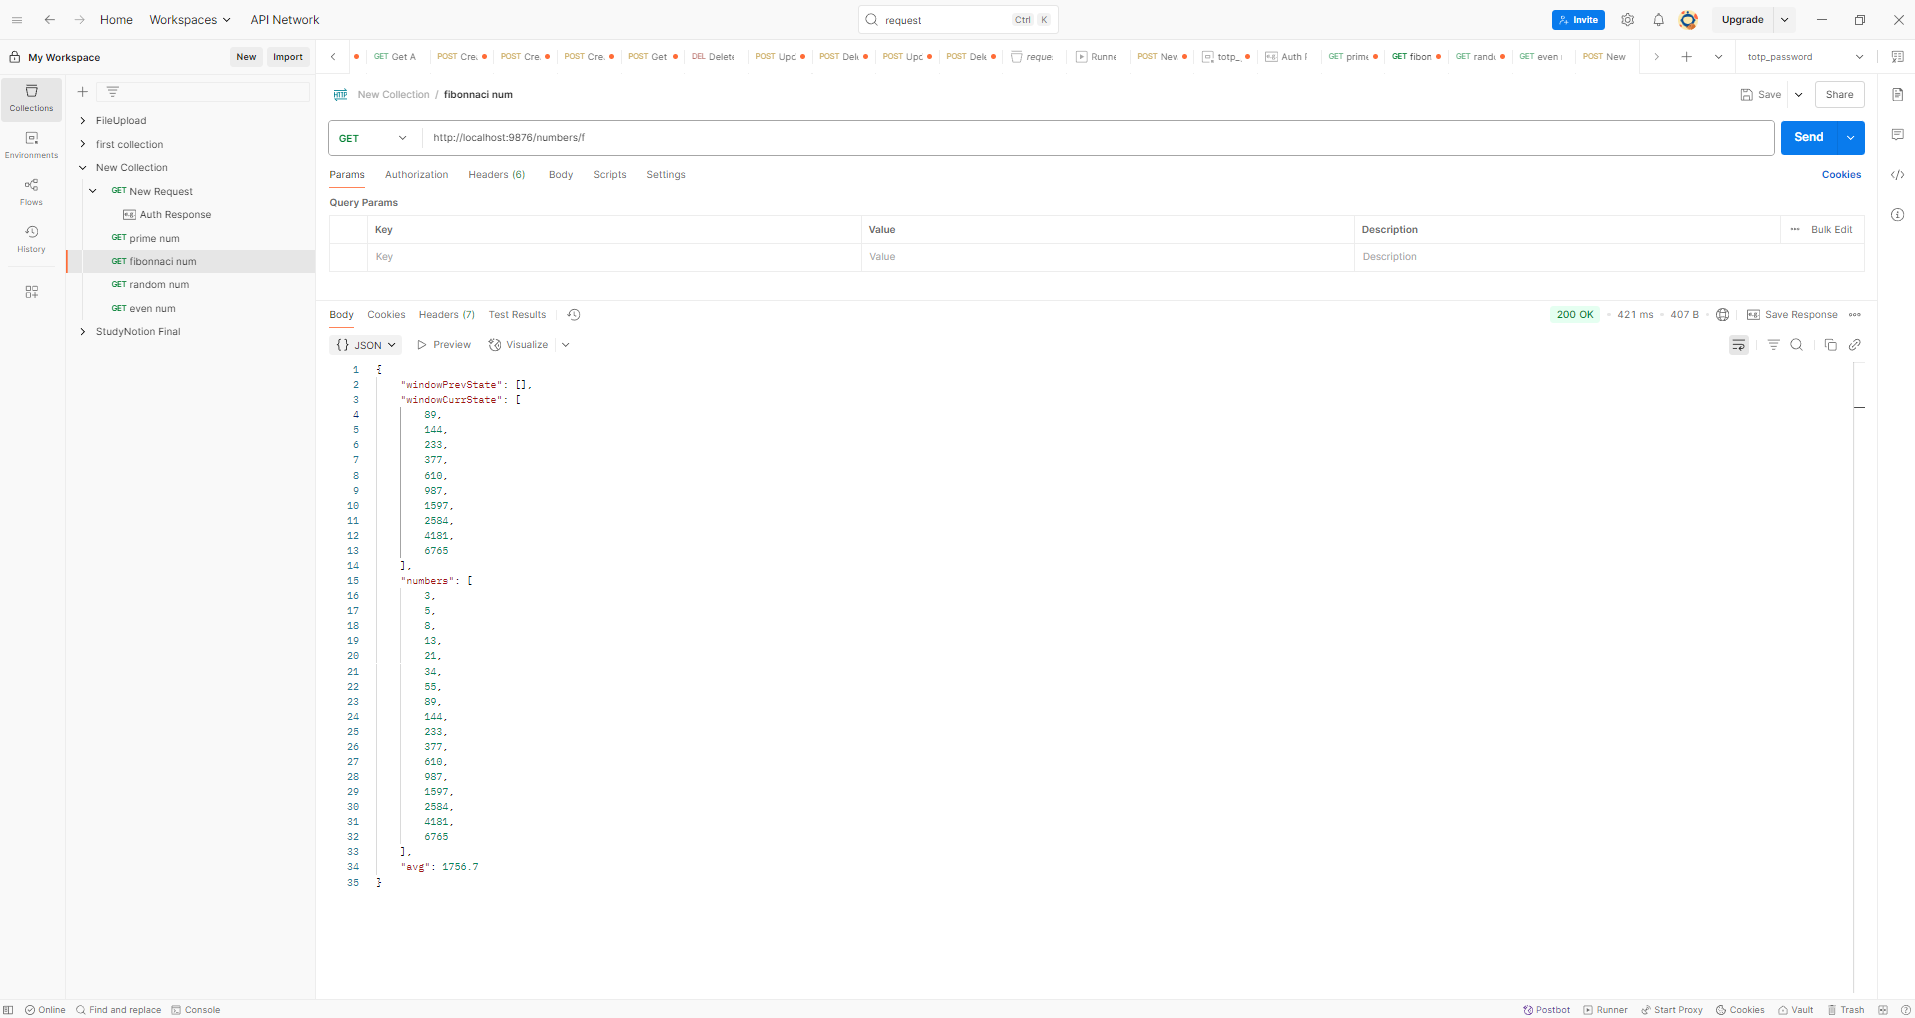 Home Workspaces API Network request Ctrl K Invite Upgrade
My Workspace New Import GET Get A POST Cre POST Cre POST Cre POST Get DEL Delete POST Upc POST Del POST Upc POST Dele reque Runne POST New totp_ Auth F GET prime GET fibon GET rand GET even POST New totp_password
Collections
Environments
Flows
History
FileUpload
first collection
New Collection
GET New Request
e.g. Auth Response
GET prime num
GET fibonnaci num
GET random num
GET even num
StudyNotion Final
HTTP New Collection / fibonnaci num Save Share
GET http://localhost:9876/numbers/f Send
Params Authorization Headers (6) Body Scripts Settings Cookies
Query Params
Key Value Description Bulk Edit
Key Value Description
Body Cookies Headers (7) Test Results 200 OK 421 ms 407 B e.g. Save Response
{} JSON Preview Visualize
1 {
2 "windowPrevState": [],
3 "windowCurrState": [
4 89,
5 144,
6 233,
7 377,
8 610,
9 987,
10 1597,
11 2584,
12 4181,
13 6765
14 ],
15 "numbers": [
16 3,
17 5,
18 8,
19 13,
20 21,
21 34,
22 55,
23 89,
24 144,
25 233,
26 377,
27 610,
28 987,
29 1597,
30 2584,
31 4181,
32 6765
33 ],
34 "avg": 1756.7
35 }
Online Find and replace Console Postbot Runner Start Proxy Cookies Vault Trash